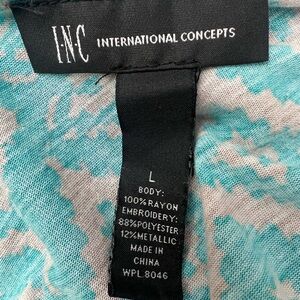 I·N·C INTERNATIONAL CONCEPTS
L
BODY:
100%RAYON
EMBROIDERY:
88%POLYESTER
12%METALLIC
MADE IN
CHINA
WPL.8046